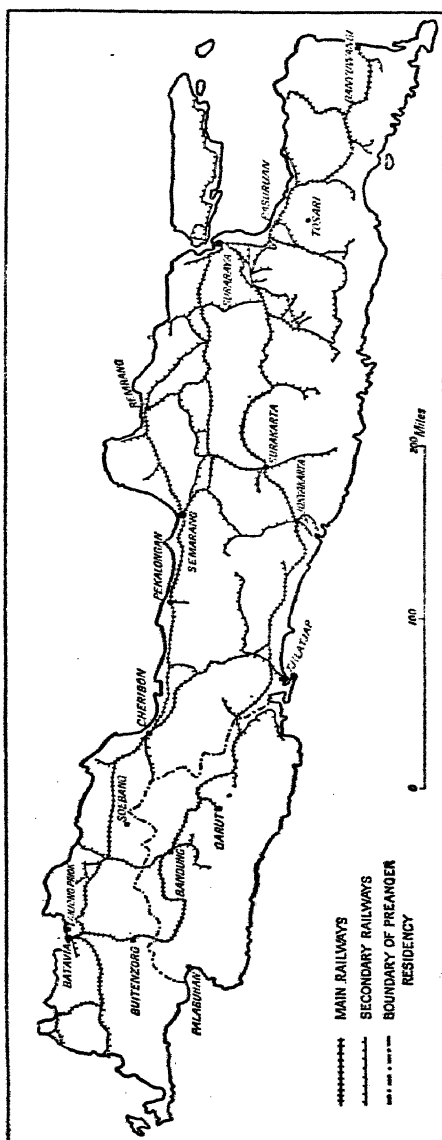 BATAVIA
BUITENZORG
PALABUHAN
SOEBANG
BANDUNG
GARUT
CHERIBON
TJILATJAP
PEKALONGAN
SEMARANG
REMBANG
SURAKARTA
SURABAYA
PASURUAN
TOSARI
BANYUWANGI
MAIN RAILWAYS
SECONDARY RAILWAYS
BOUNDARY OF PREANGER
RESIDENCY
0 100 200 Miles